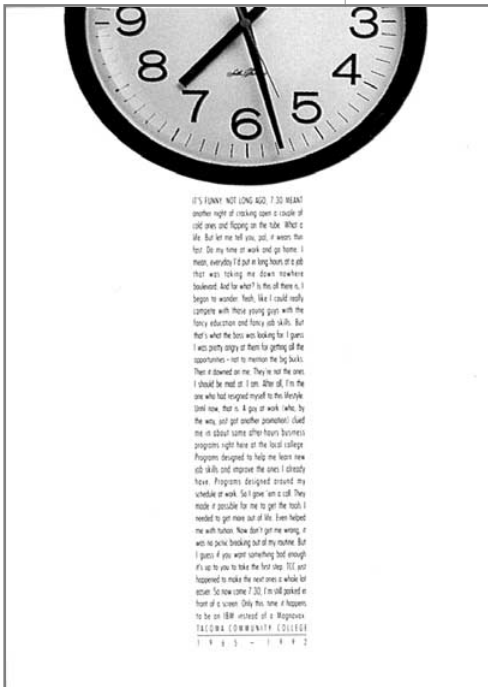 9
3
8
4
7
5
6
IT'S FUNNY. NOT LONG AGO, 7:30 MEANT
another night of cracking open a couple of
cold ones and flipping on the tube. What a
life. But let me tell you, pal, it wears thin
fast. Do my time at work and go home. I
mean, everyday I'd put in long hours at a job
that was taking me down nowhere
boulevard. And for what? Is this all there is, I
began to wonder. Yeah, like I could really
compete with those young guys with the
fancy education and fancy job skills. But
that's what the boss was looking for. I guess
I was pretty angry at them for getting all the
opportunities – not to mention the big bucks.
Then it dawned on me. They're not the ones
I should be mad at. I am. After all, I'm the
one who had resigned myself to this lifestyle.
Until now, that is. A guy at work (who, by
the way, just got another promotion) clued
me in about some after-hours business
programs right here at the local college.
Programs designed to help me learn new
job skills and improve the ones I already
have. Programs designed around my
schedule at work. So I gave 'em a call. They
made it possible for me to get the tools I
needed to get more out of life. Even helped
me with tuition. Now don't get me wrong, it
was no picnic breaking out of my routine. But
I guess if you want something bad enough
it's up to you to take the first step. TCC just
happened to make the next ones a whole lot
easier. So now come 7:30, I'm still parked in
front of a screen. Only this time it happens
to be an IBM instead of a Magnavox.
TACOMA COMMUNITY COLLEGE
1965–1992